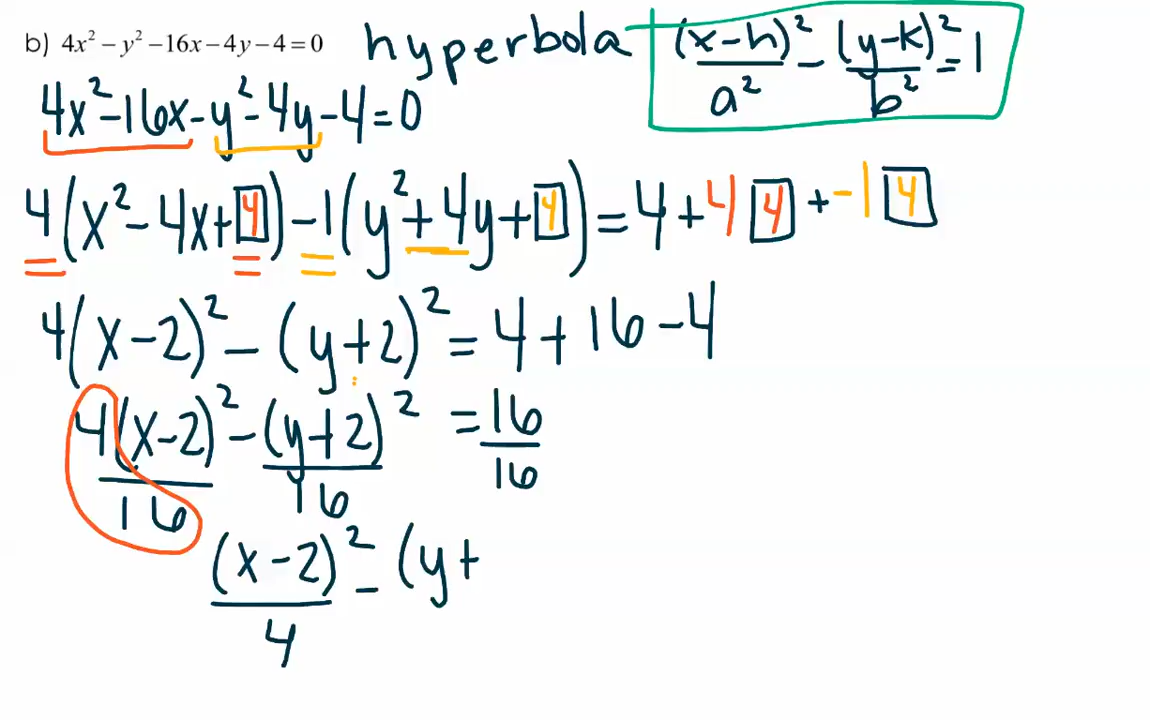 b) 4x² − y² − 16x − 4y − 4 = 0 hyperbola (x-h)²/a² - (y-k)²/b² = 1
4x² - 16x - y² - 4y - 4 = 0
4(x² - 4x + 4) - 1(y² + 4y + 4) = 4 + 4 4 + -1 4
4(x-2)² - (y+2)² = 4 + 16 - 4
4(x-2)²/16 - (y+2)²/16 = 16/16
(x-2)²/4 - (y+